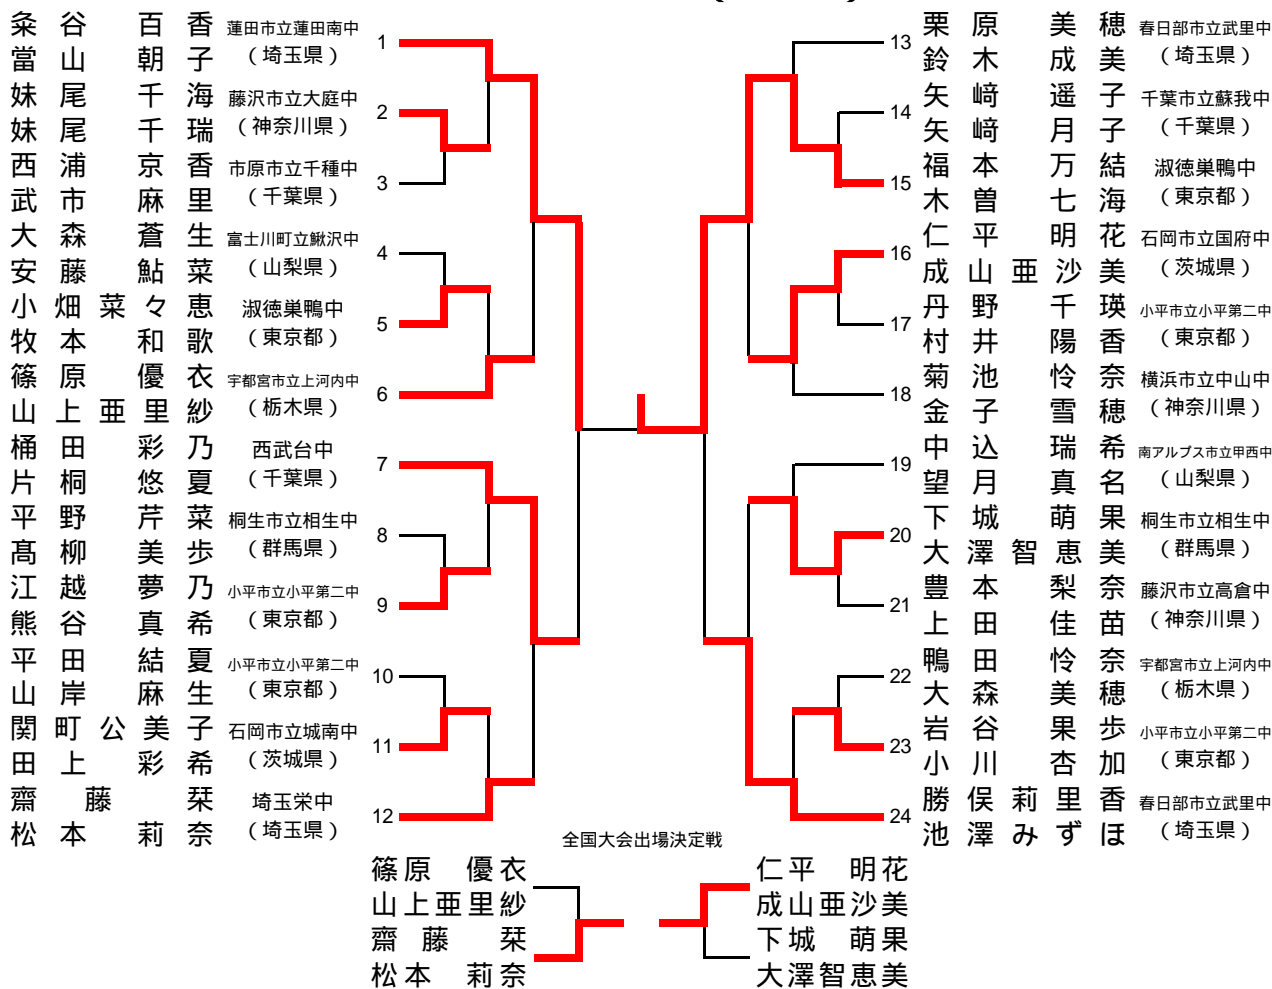 粂谷 百香 蓮田市立蓮田南中 1
當山 朝子 (埼玉県)
妹尾 千海 藤沢市立大庭中 2
妹尾 千瑞 (神奈川県)
西浦 京香 市原市立千種中 3
武市 麻里 (千葉県)
大森 蒼生 富士川町立鰍沢中 4
安藤 鮎菜 (山梨県)
小畑菜々恵 淑徳巣鴨中 5
牧本 和歌 (東京都)
篠原 優衣 宇都宮市立上河内中 6
山上亜里紗 (栃木県)
桶田 彩乃 西武台中 7
片桐 悠夏 (千葉県)
平野 芹菜 桐生市立相生中 8
髙柳 美歩 (群馬県)
江越 夢乃 小平市立小平第二中 9
熊谷 真希 (東京都)
平田 結夏 小平市立小平第二中 10
山岸 麻生 (東京都)
関町公美子 石岡市立城南中 11
田上 彩希 (茨城県)
齋藤 栞 埼玉栄中 12
松本 莉奈 (埼玉県)
13 栗原 美穂 春日部市立武里中
鈴木 成美 (埼玉県)
14 矢﨑 遥子 千葉市立蘇我中
矢﨑 月子 (千葉県)
15 福本 万結 淑徳巣鴨中
木曽 七海 (東京都)
16 仁平 明花 石岡市立国府中
成山亜沙美 (茨城県)
17 丹野 千瑛 小平市立小平第二中
村井 陽香 (東京都)
18 菊池 怜奈 横浜市立中山中
金子 雪穂 (神奈川県)
19 中込 瑞希 南アルプス市立甲西中
望月 真名 (山梨県)
20 下城 萌果 桐生市立相生中
大澤智恵美 (群馬県)
21 豊本 梨奈 藤沢市立高倉中
上田 佳苗 (神奈川県)
22 鴨田 怜奈 宇都宮市立上河内中
大森 美穂 (栃木県)
23 岩谷 果歩 小平市立小平第二中
小川 杏加 (東京都)
24 勝俣莉里香 春日部市立武里中
池澤みずほ (埼玉県)
全国大会出場決定戦
篠原 優衣
山上亜里紗
齋藤 栞
松本 莉奈
仁平 明花
成山亜沙美
下城 萌果
大澤智恵美